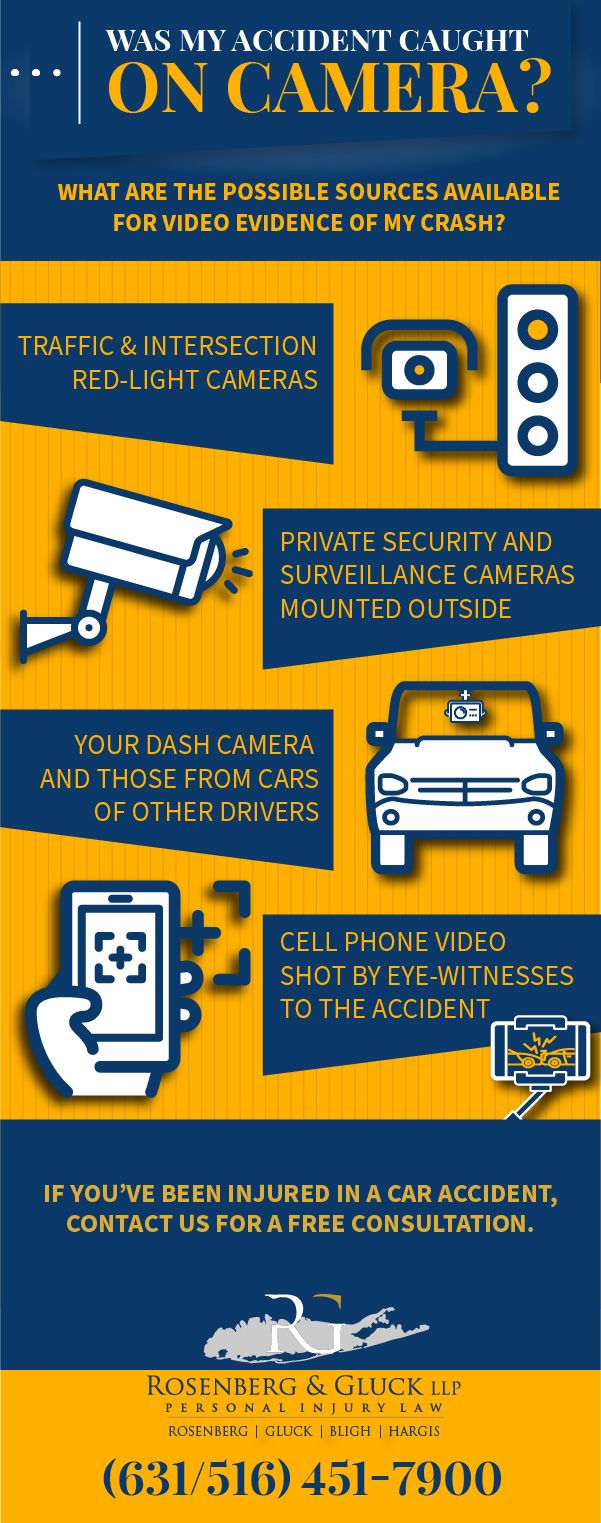 WAS MY ACCIDENT CAUGHT
ON CAMERA?
WHAT ARE THE POSSIBLE SOURCES AVAILABLE
FOR VIDEO EVIDENCE OF MY CRASH?
TRAFFIC & INTERSECTION
RED-LIGHT CAMERAS
PRIVATE SECURITY AND
SURVEILLANCE CAMERAS
MOUNTED OUTSIDE
YOUR DASH CAMERA
AND THOSE FROM CARS
OF OTHER DRIVERS
CELL PHONE VIDEO
SHOT BY EYE-WITNESSES
TO THE ACCIDENT
IF YOU'VE BEEN INJURED IN A CAR ACCIDENT,
CONTACT US FOR A FREE CONSULTATION.
RG
ROSENBERG & GLUCK LLP
PERSONAL INJURY LAW
ROSENBERG | GLUCK | BLIGH | HARGIS
(631/516) 451-7900